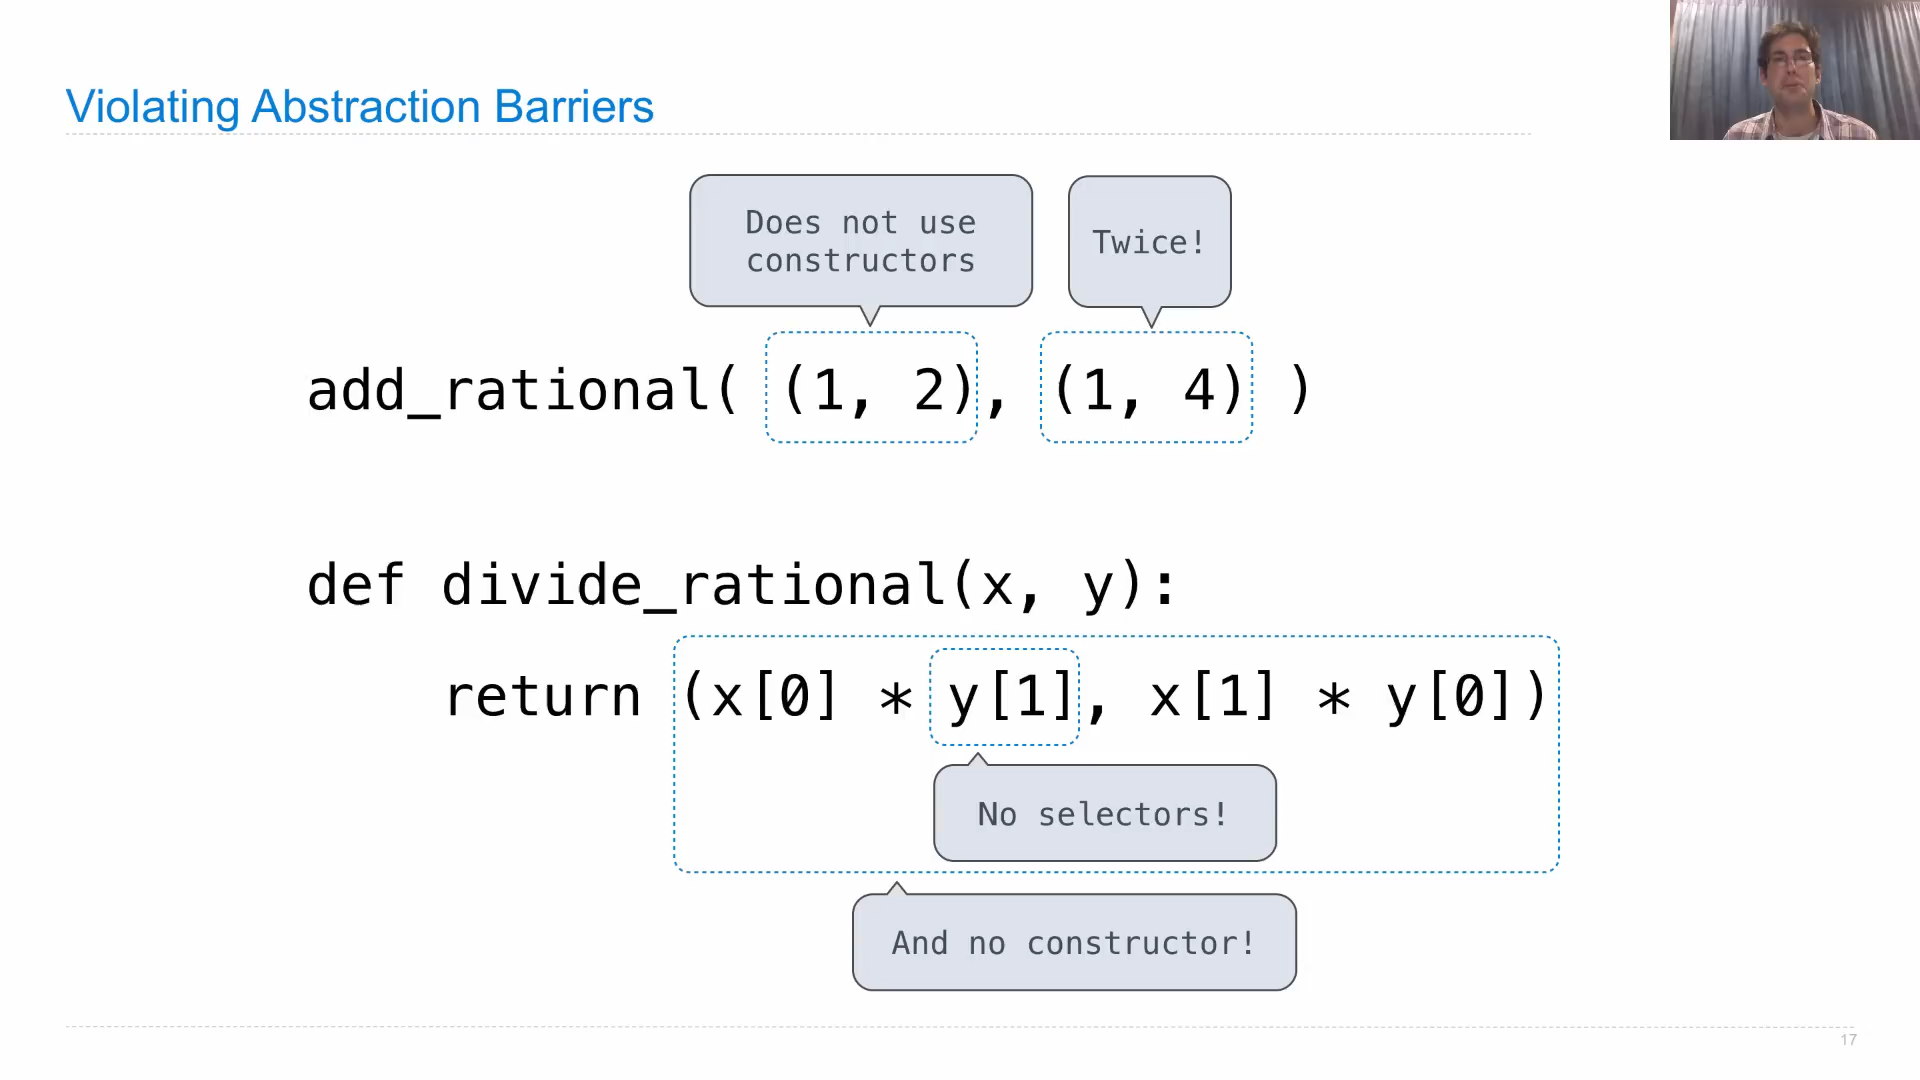 Violating Abstraction Barriers
Does not use
constructors
Twice!
add_rational( (1, 2), (1, 4) )
def divide_rational(x, y):
return (x[0] * y[1], x[1] * y[0])
No selectors!
And no constructor!
17